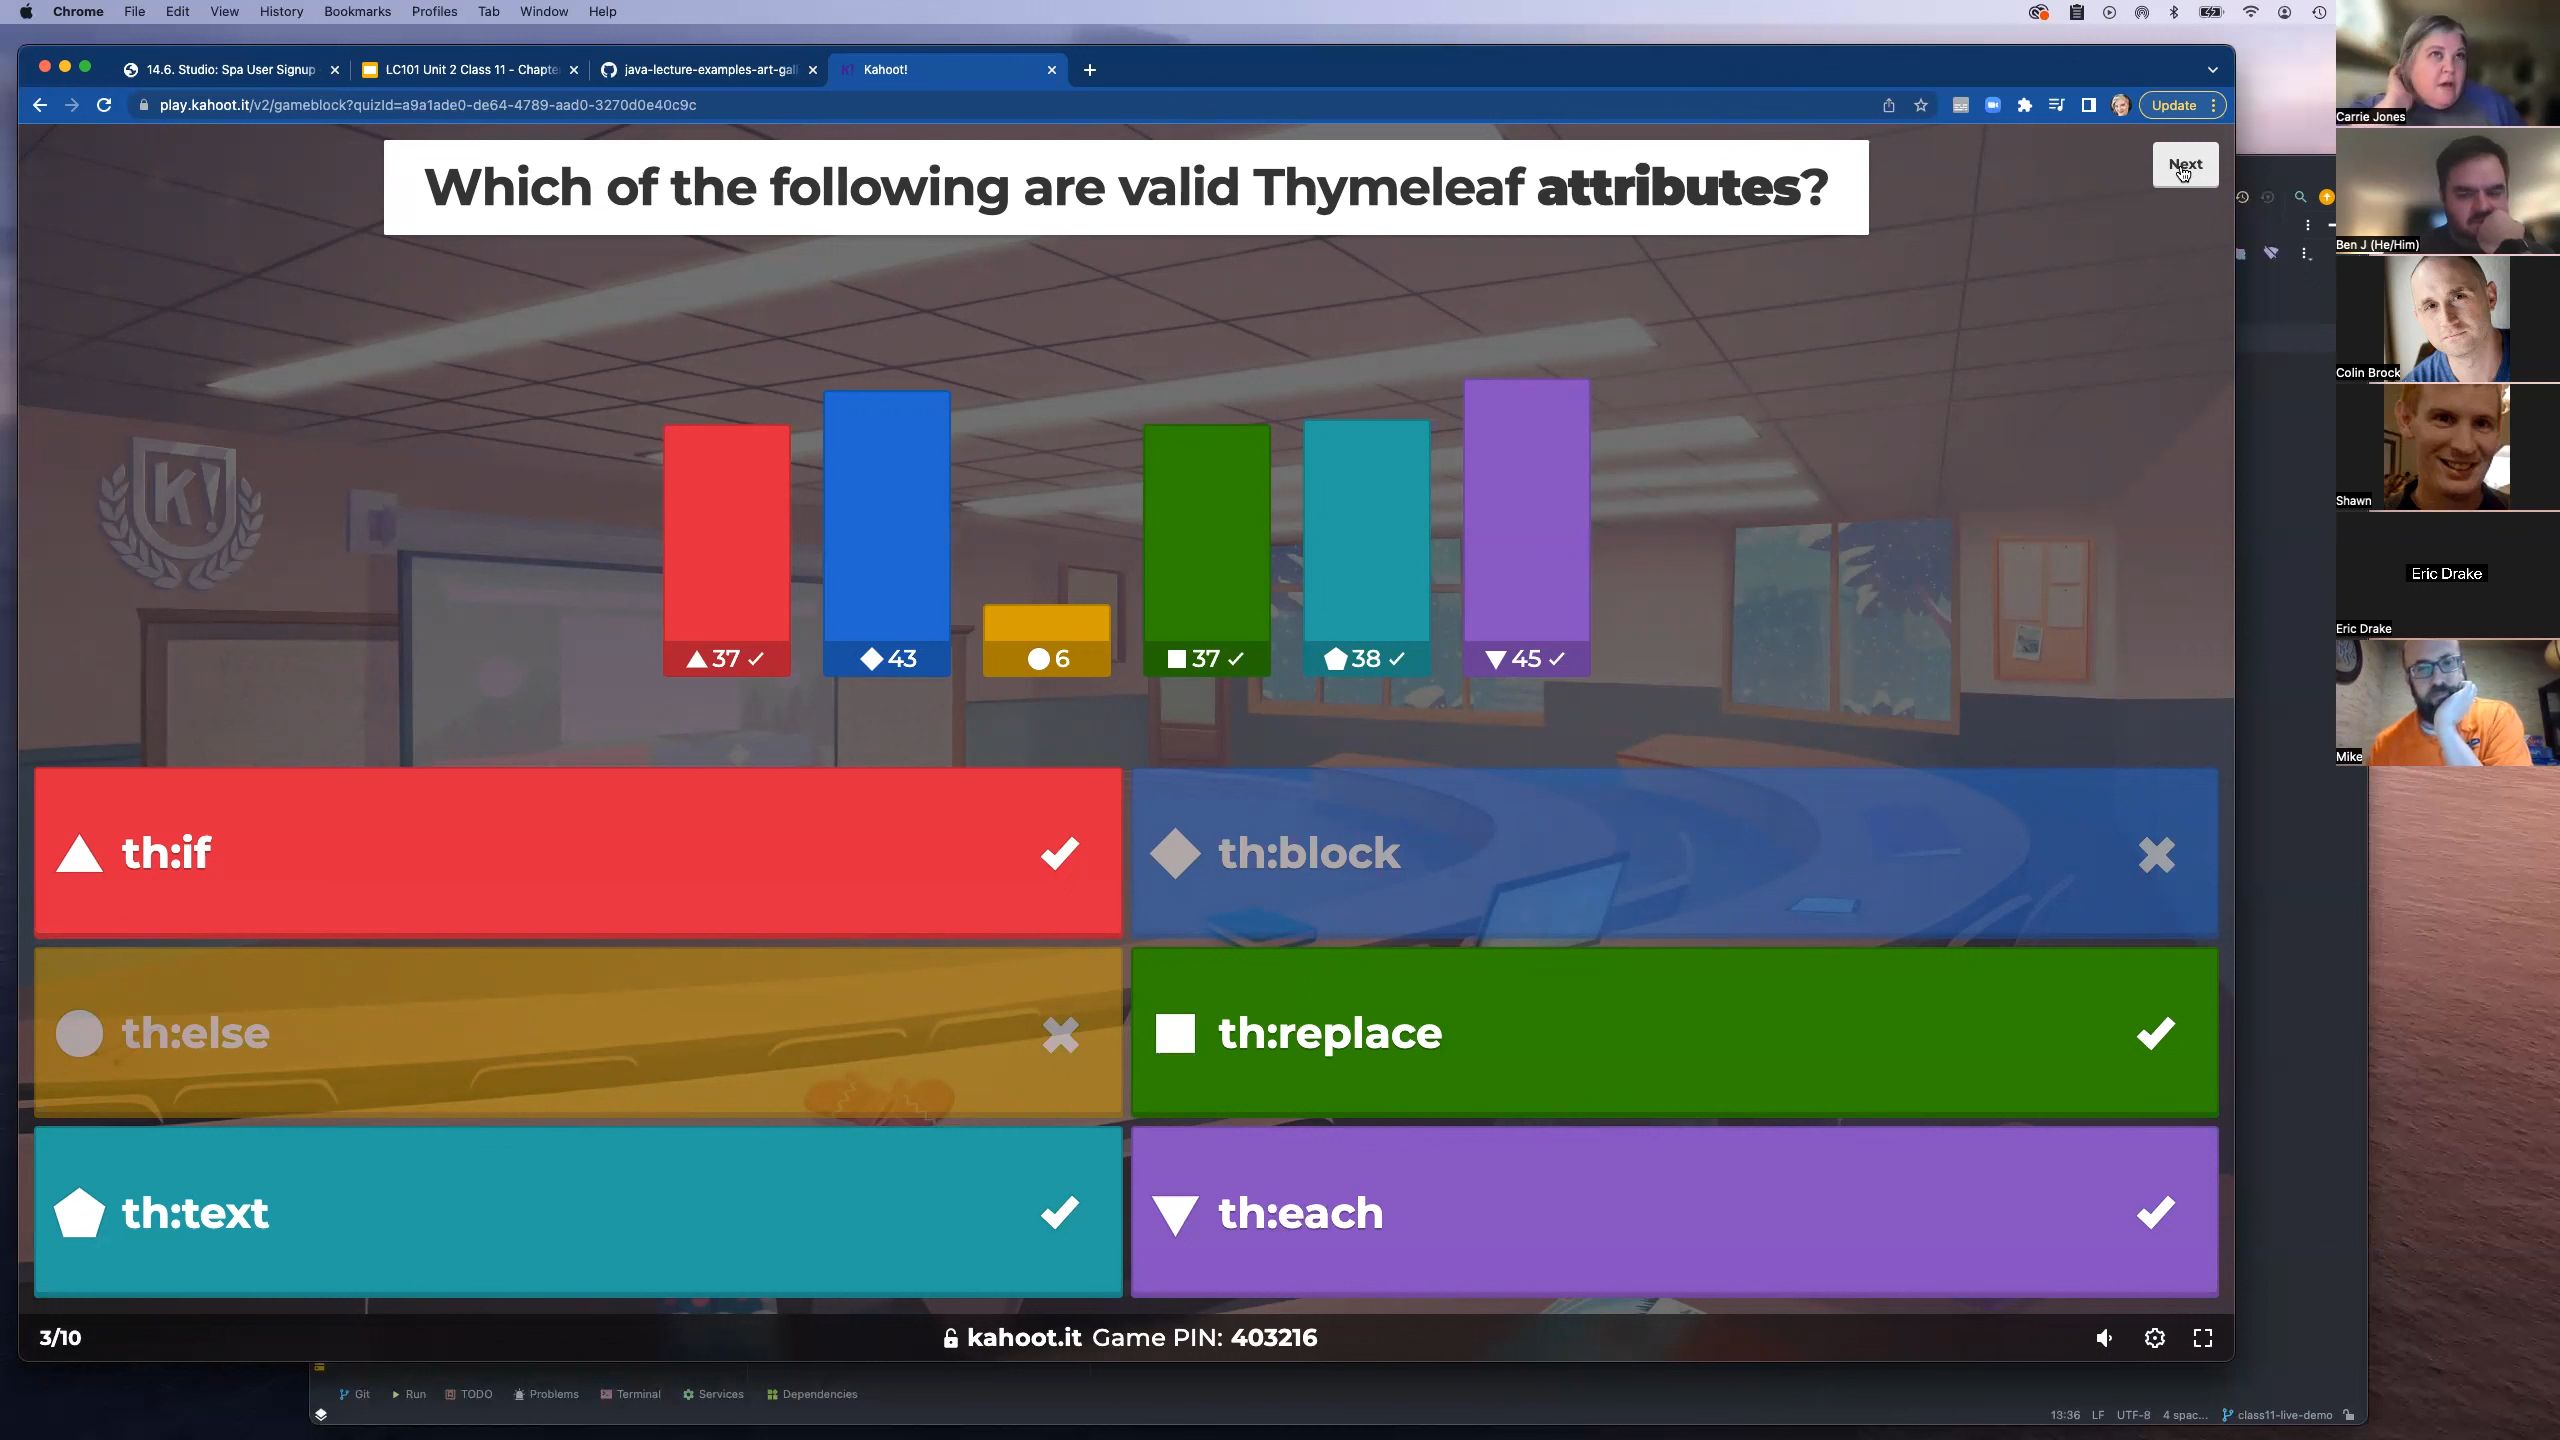 Chrome File Edit View History Bookmarks Profiles Tab Window Help
14.6. Studio: Spa User Signup
LC101 Unit 2 Class 11 - Chapte
java-lecture-examples-art-gall
Kahoot!
play.kahoot.it/v2/gameblock?quizId=a9a1ade0-de64-4789-aad0-3270d0e40c9c
Update
Which of the following are valid Thymeleaf attributes?
Next
K!
37
43
6
37
38
45
th:if
th:block
th:else
th:replace
th:text
th:each
3/10
kahoot.it Game PIN: 403216
Git Run TODO Problems Terminal Services Dependencies
13:36 LF UTF-8 4 spac... class11-live-demo
Carrie Jones
Ben J (He/Him)
Colin Brock
Shawn
Eric Drake
Eric Drake
Mike